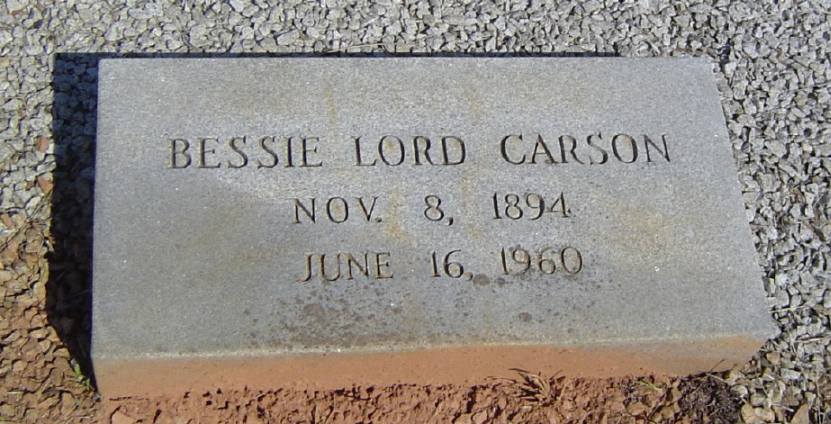 BESSIE LORD CARSON
NOV. 8, 1894
JUNE 16, 1960